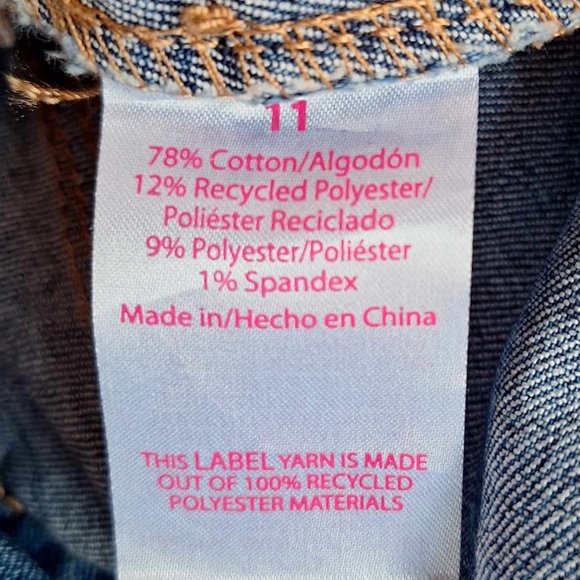 11
78% Cotton/Algodón
12% Recycled Polyester/
Poliéster Reciclado
9% Polyester/Poliéster
1% Spandex
Made in/Hecho en China
THIS LABEL YARN IS MADE
OUT OF 100% RECYCLED
POLYESTER MATERIALS